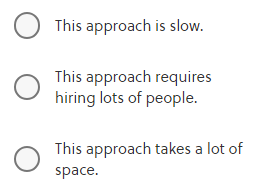 This approach is slow.
This approach requires
hiring lots of people.
This approach takes a lot of
space.